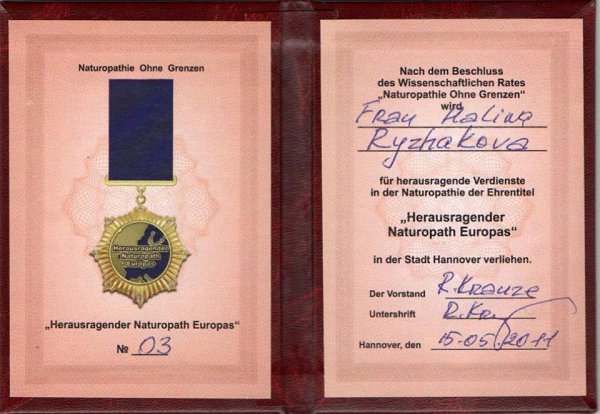 Naturopathie Ohne Grenzen
Herausragender
Naturopath
Europas
„Herausragender Naturopath Europas“
№ 03
Nach dem Beschluss
des Wissenschaftlichen Rates
„Naturopathie Ohne Grenzen“
wird
Frau Halina
Ryzhakova
für herausragende Verdienste
in der Naturopathie der Ehrentitel
„Herausragender
Naturopath Europas“
in der Stadt Hannover verliehen.
Der Vorstand R. Krauze
Untershrift R. Kr
Hannover, den 15-05.2011